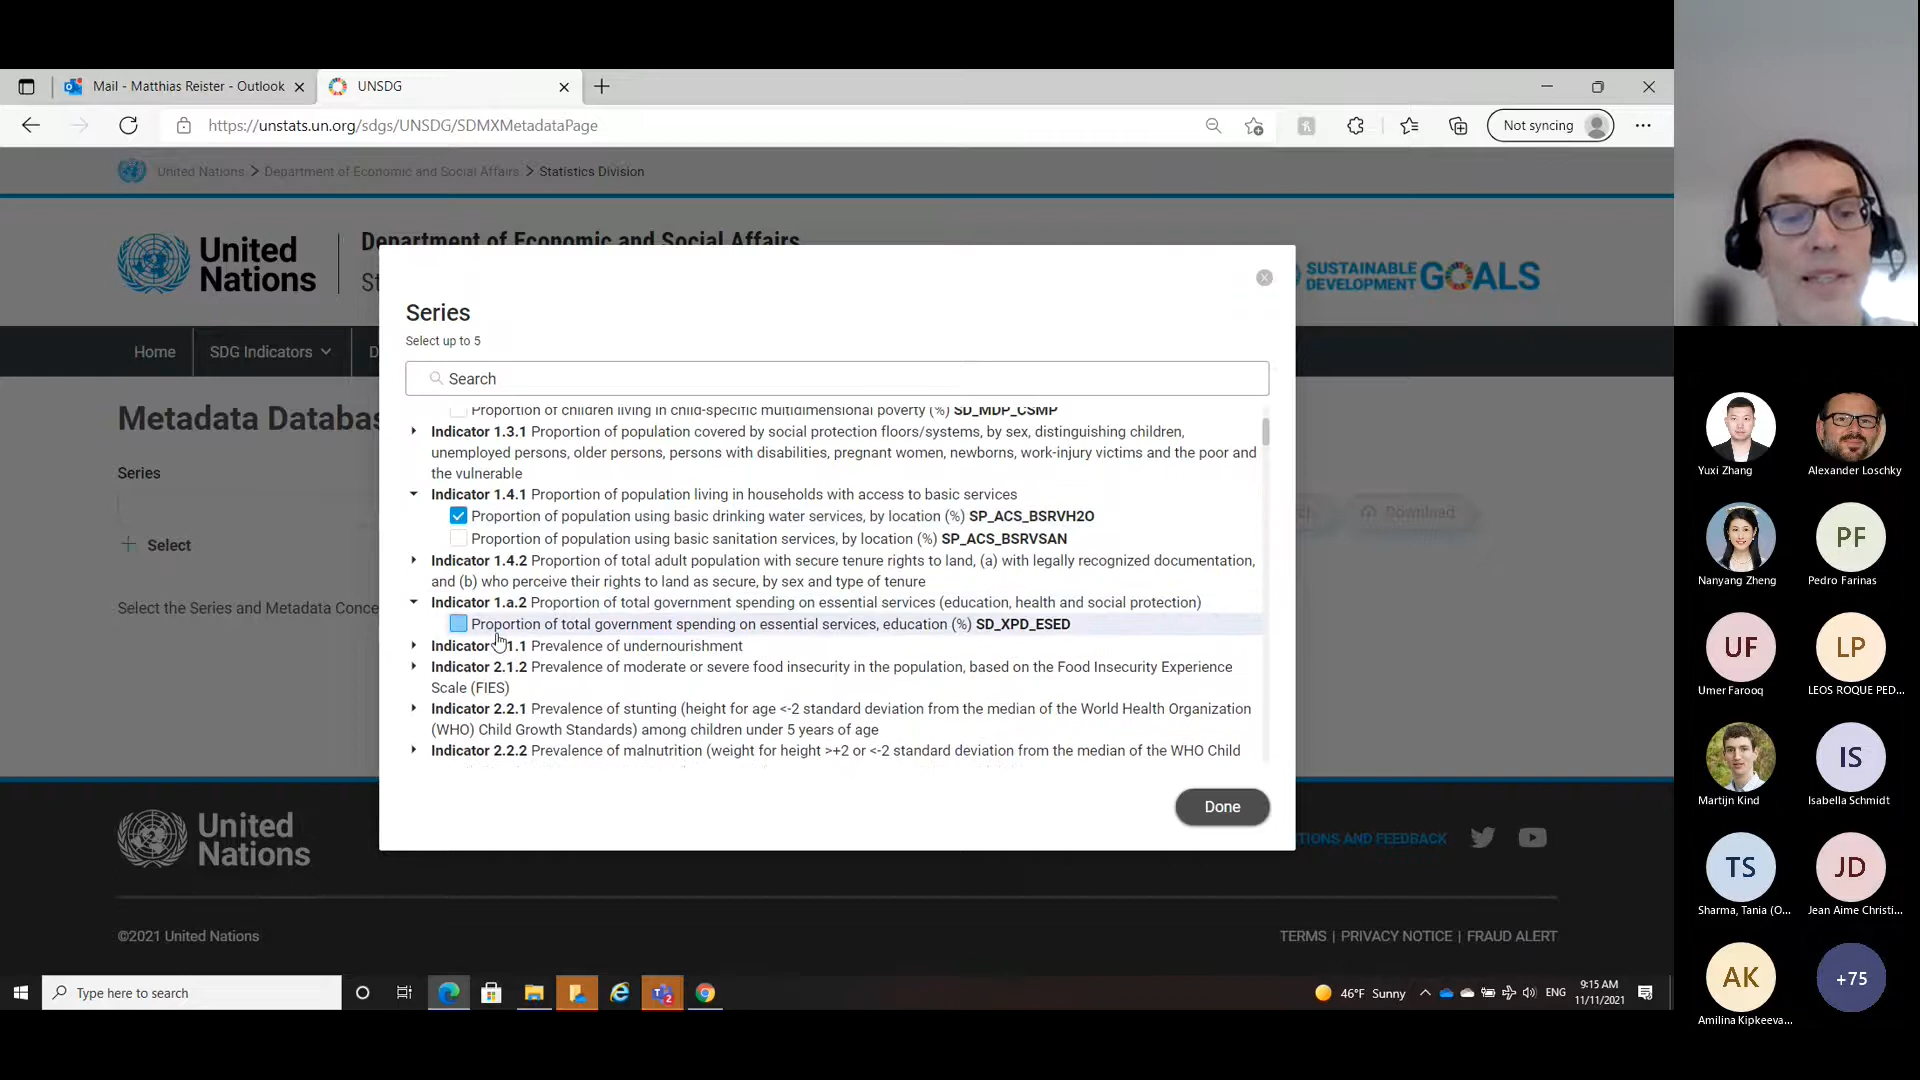 Mail - Matthias Reister - Outlook
UNSDG
https://unstats.un.org/sdgs/UNSDG/SDMXMetadataPage
Not syncing
United Nations > Department of Economic and Social Affairs > Statistics Division
United
Nations
Department of Economic and Social Affairs
St
SUSTAINABLE
DEVELOPMENT
GOALS
Home
SDG Indicators
D
Metadata Databas
Series
Select
Download
Select the Series and Metadata Conce
Series
Select up to 5
Search
Proportion of children living in child-specific multidimensional poverty (%) SD_MDP_CSMP
Indicator 1.3.1 Proportion of population covered by social protection floors/systems, by sex, distinguishing children,
unemployed persons, older persons, persons with disabilities, pregnant women, newborns, work-injury victims and the poor and
the vulnerable
Indicator 1.4.1 Proportion of population living in households with access to basic services
Proportion of population using basic drinking water services, by location (%) SP_ACS_BSRVH2O
Proportion of population using basic sanitation services, by location (%) SP_ACS_BSRVSAN
Indicator 1.4.2 Proportion of total adult population with secure tenure rights to land, (a) with legally recognized documentation,
and (b) who perceive their rights to land as secure, by sex and type of tenure
Indicator 1.a.2 Proportion of total government spending on essential services (education, health and social protection)
Proportion of total government spending on essential services, education (%) SD_XPD_ESED
Indicator 1.1 Prevalence of undernourishment
Indicator 2.1.2 Prevalence of moderate or severe food insecurity in the population, based on the Food Insecurity Experience
Scale (FIES)
Indicator 2.2.1 Prevalence of stunting (height for age <-2 standard deviation from the median of the World Health Organization
(WHO) Child Growth Standards) among children under 5 years of age
Indicator 2.2.2 Prevalence of malnutrition (weight for height >+2 or <-2 standard deviation from the median of the WHO Child
Done
United
Nations
TIONS AND FEEDBACK
©2021 United Nations
TERMS | PRIVACY NOTICE | FRAUD ALERT
Type here to search
46°F Sunny
ENG
9:15 AM
11/11/2021
Yuxi Zhang
Alexander Loschky
PF
Nanyang Zheng
Pedro Farinas
UF
LP
Umer Farooq
LEOS ROQUE PED...
IS
Martijn Kind
Isabella Schmidt
TS
JD
Sharma, Tania (O...
Jean Aime Christi...
AK
+75
Amilina Kipkeeva...